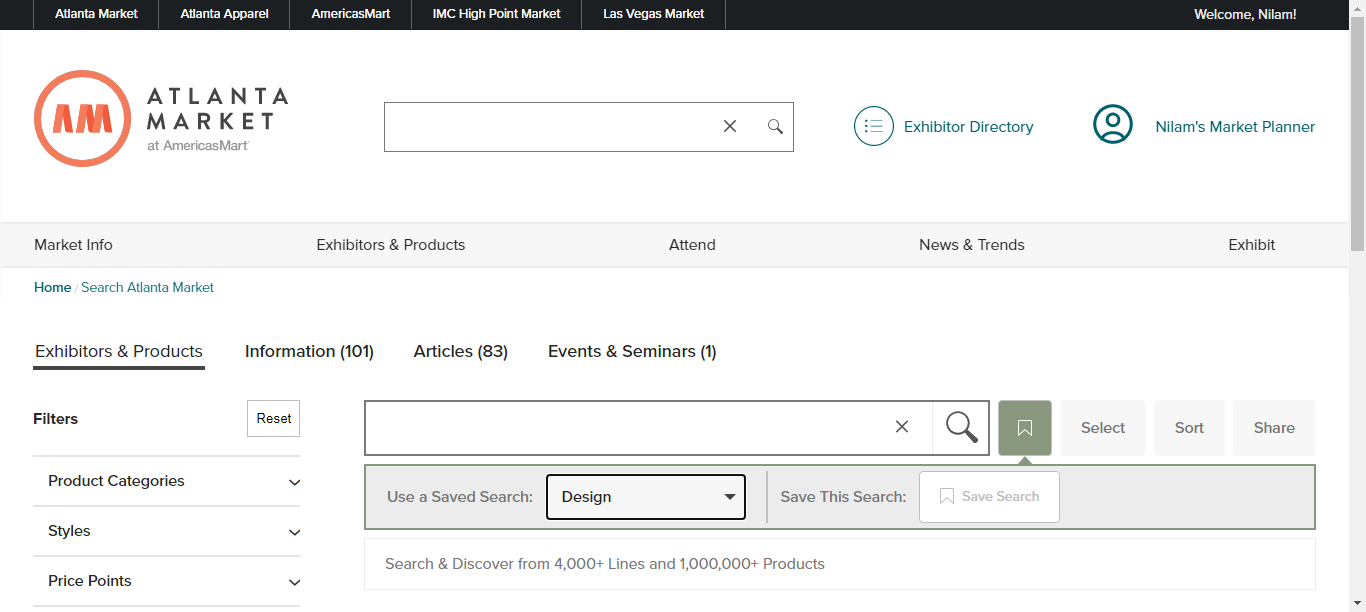 Atlanta Market Atlanta Apparel AmericasMart IMC High Point Market Las Vegas Market Welcome, Nilam!
AM
ATLANTA
MARKET
at AmericasMart
Exhibitor Directory Nilam's Market Planner
Market Info Exhibitors & Products Attend News & Trends Exhibit
Home / Search Atlanta Market
Exhibitors & Products Information (101) Articles (83) Events & Seminars (1)
Filters Reset
Select Sort Share
Product Categories
Use a Saved Search: Design Save This Search: Save Search
Styles
Search & Discover from 4,000+ Lines and 1,000,000+ Products
Price Points